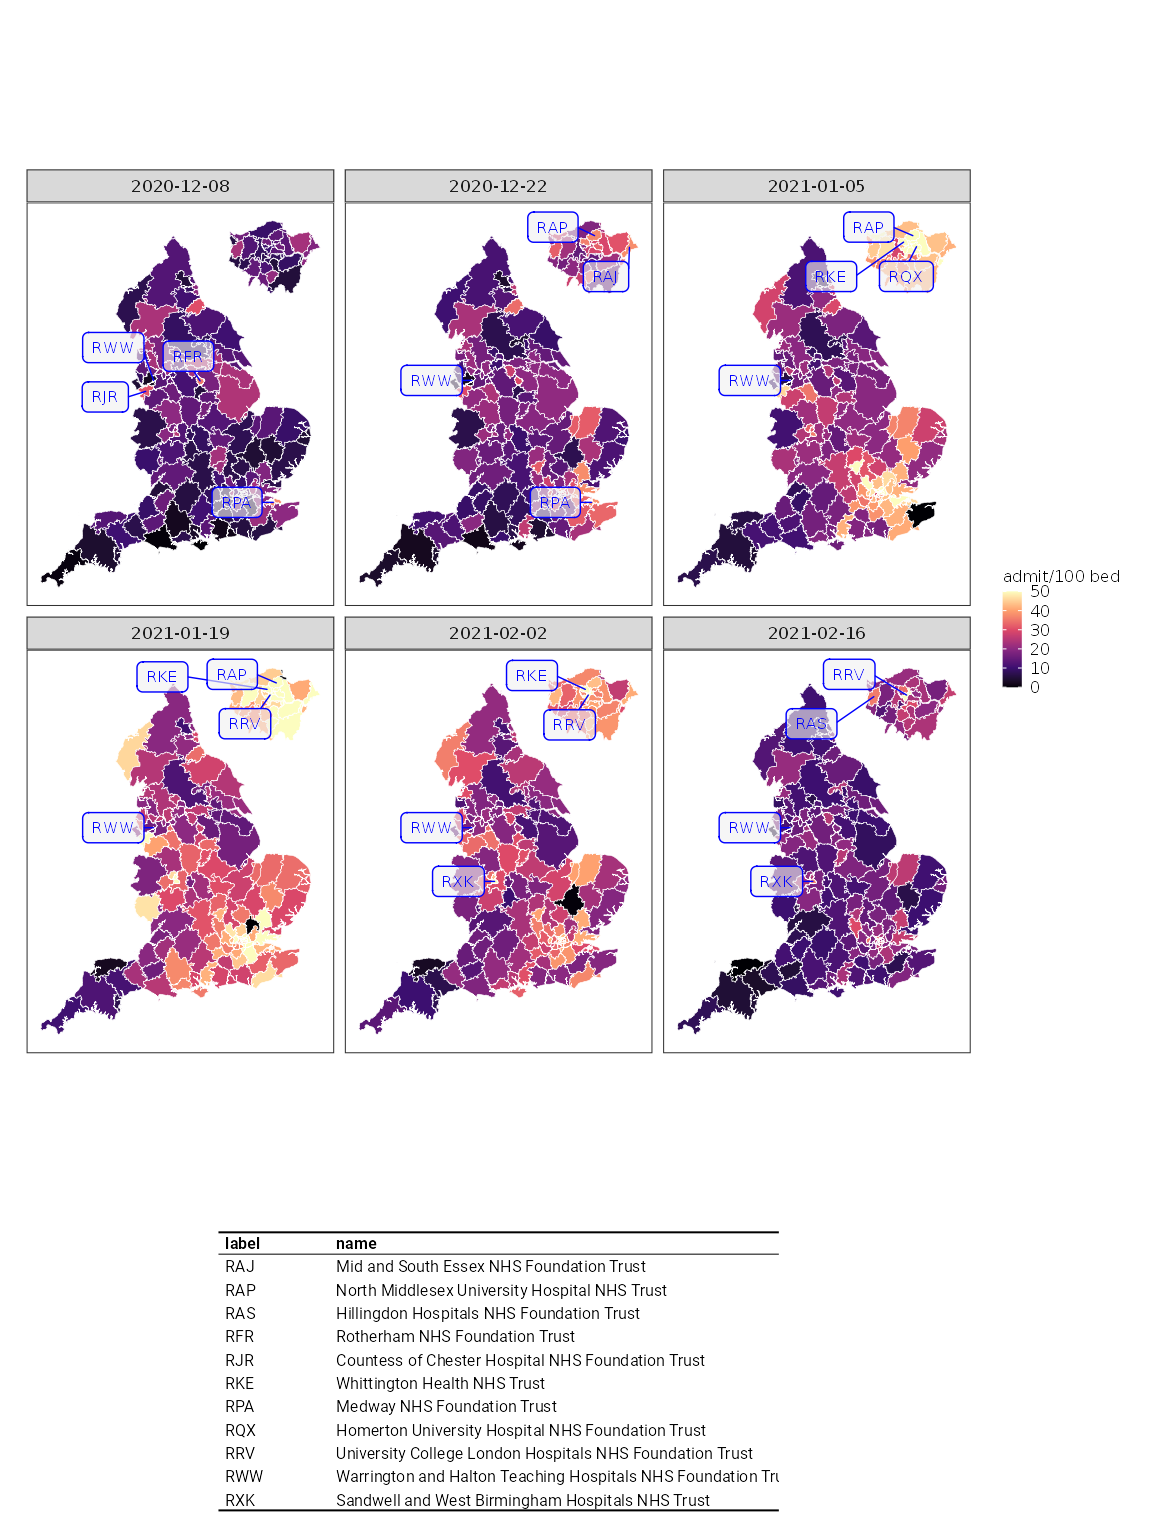 2020-12-08 2020-12-22 2021-01-05
RAP RAP
RAJ RKE RQX
RWW RFR RWW RWW
RJR
RPA RPA
admit/100 bed
50
40
30
20
10
0
2021-01-19 2021-02-02 2021-02-16
RKE RAP RKE RRV
RRV RRV RAS
RWW RWW RWW
RXK RXK
label name
RAJ Mid and South Essex NHS Foundation Trust
RAP North Middlesex University Hospital NHS Trust
RAS Hillingdon Hospitals NHS Foundation Trust
RFR Rotherham NHS Foundation Trust
RJR Countess of Chester Hospital NHS Foundation Trust
RKE Whittington Health NHS Trust
RPA Medway NHS Foundation Trust
RQX Homerton University Hospital NHS Foundation Trust
RRV University College London Hospitals NHS Foundation Trust
RWW Warrington and Halton Teaching Hospitals NHS Foundation Tru
RXK Sandwell and West Birmingham Hospitals NHS Trust